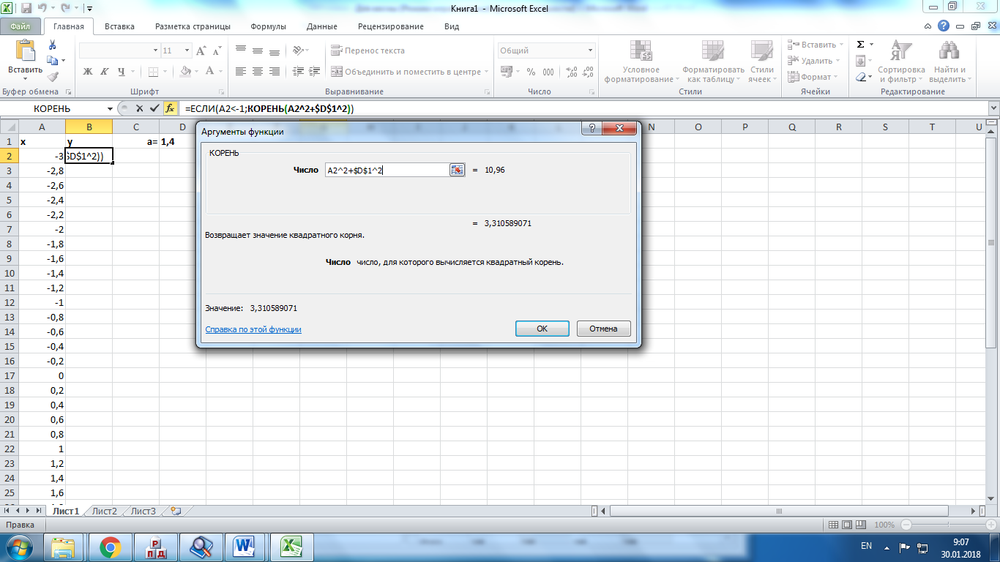 Книга1 - Microsoft Excel
Файл Главная Вставка Разметка страницы Формулы Данные Рецензирование Вид
Вставить
Буфер обмена
11
Ж К Ч
Шрифт
Перенос текста
Объединить и поместить в центре
Выравнивание
Общий
% 000
Число
Условное форматирование
Форматировать как таблицу
Стили ячеек
Стили
Вставить
Удалить
Формат
Ячейки
Σ
Сортировка и фильтр
Найти и выделить
Редактирование
КОРЕНЬ fx =ЕСЛИ(A2<-1;КОРЕНЬ(A2^2+$D$1^2))
A B C D N O P Q R S T U
1 x y a= 1,4
2 -3 $D$1^2))
3 -2,8
4 -2,6
5 -2,4
6 -2,2
7 -2
8 -1,8
9 -1,6
10 -1,4
11 -1,2
12 -1
13 -0,8
14 -0,6
15 -0,4
16 -0,2
17 0
18 0,2
19 0,4
20 0,6
21 0,8
22 1
23 1,2
24 1,4
25 1,6
Аргументы функции
КОРЕНЬ
Число A2^2+$D$1^2 = 10,96
= 3,310589071
Возвращает значение квадратного корня.
Число число, для которого вычисляется квадратный корень.
Значение: 3,310589071
Справка по этой функции
ОК Отмена
Лист1 Лист2 Лист3
Правка
100%
EN
9:07
30.01.2018